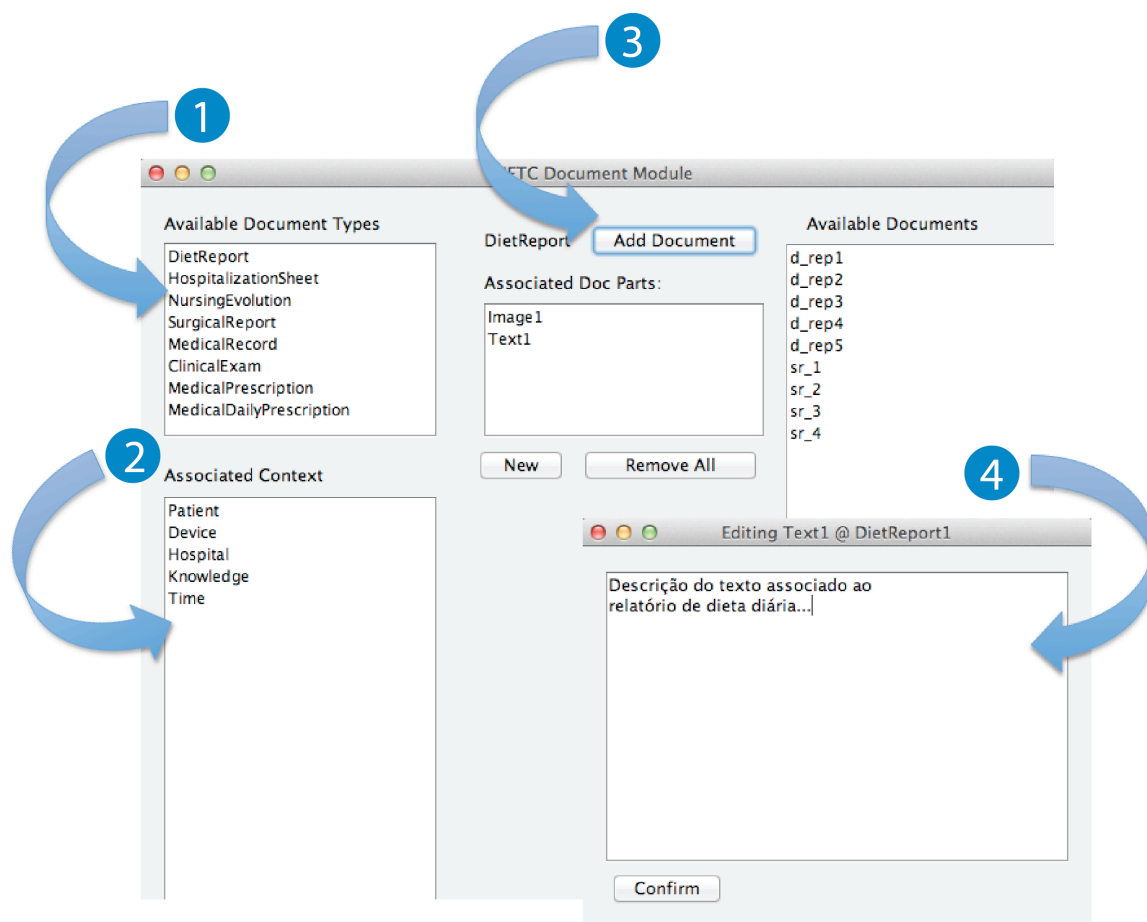 3
1
FTC Document Module
Available Document Types
DietReport
HospitalizationSheet
NursingEvolution
SurgicalReport
MedicalRecord
ClinicalExam
MedicalPrescription
MedicalDailyPrescription
DietReport
Add Document
Associated Doc Parts:
Image1
Text1
New
Remove All
Available Documents
d_rep1
d_rep2
d_rep3
d_rep4
d_rep5
sr_1
sr_2
sr_3
sr_4
2
Associated Context
Patient
Device
Hospital
Knowledge
Time
4
Editing Text1 @ DietReport1
Descrição do texto associado ao
relatório de dieta diária...
Confirm